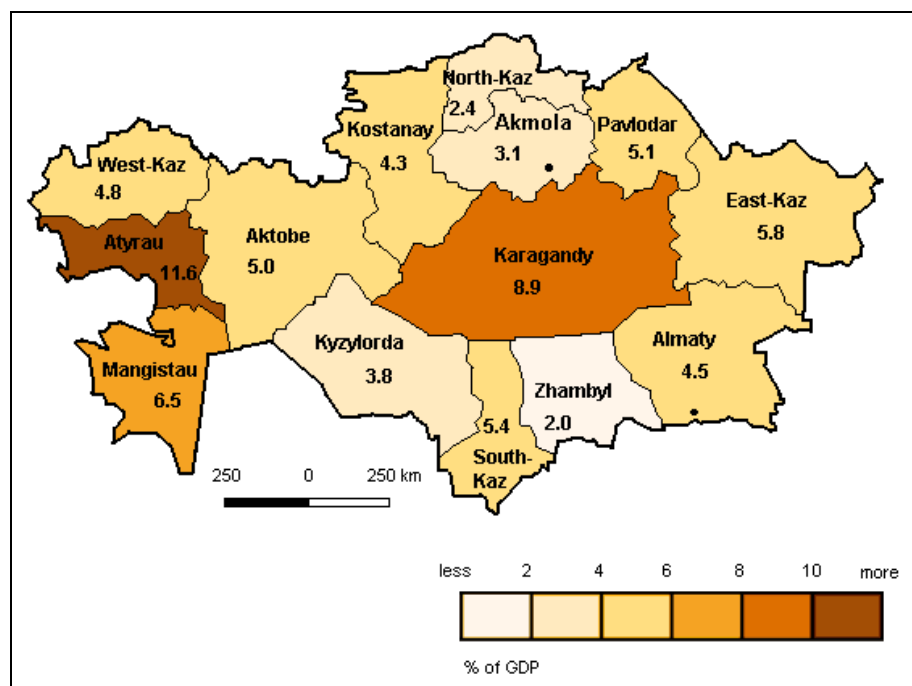 North-Kaz
2.4
Akmola
3.1
Kostanay
4.3
Pavlodar
5.1
West-Kaz
4.8
East-Kaz
5.8
Atyrau
11.6
Aktobe
5.0
Karagandy
8.9
Kyzylorda
3.8
Almaty
4.5
Mangistau
6.5
Zhambyl
2.0
5.4
South-
Kaz
250 0 250 km
less 2 4 6 8 10 more
% of GDP